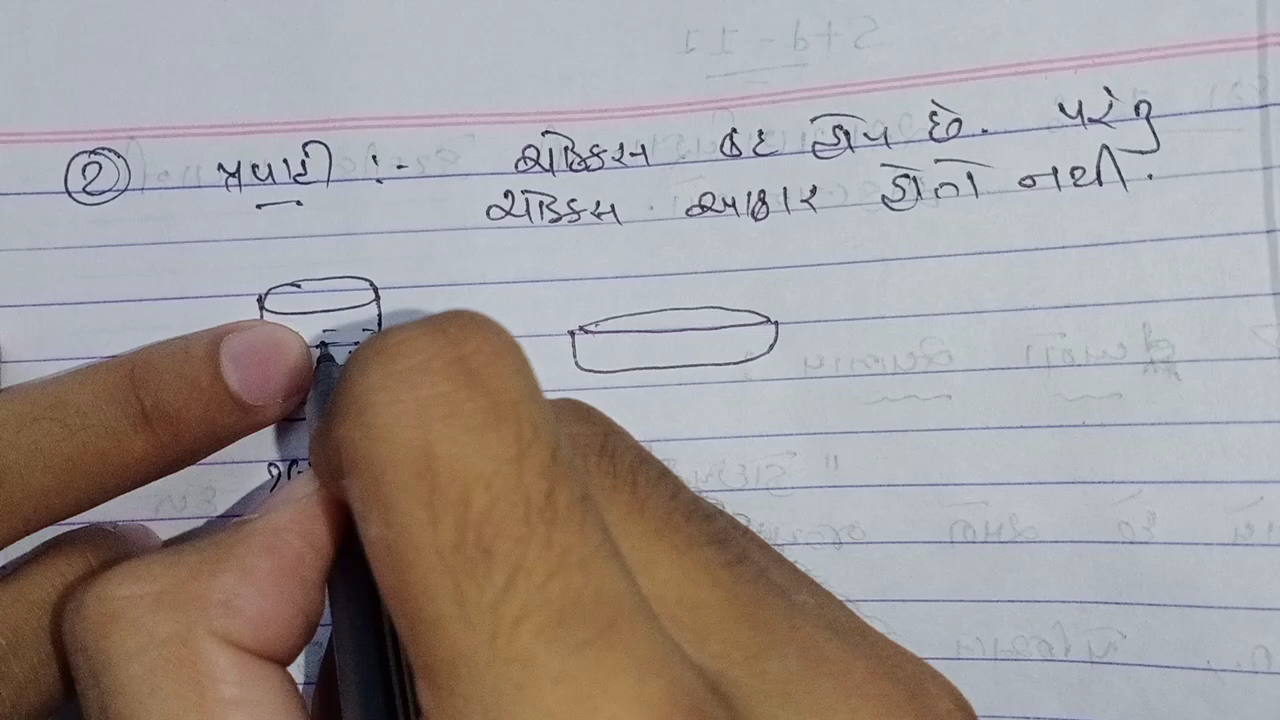 ② પ્રવાહી :- ચોક્કસ કદ હોય છે. પરંતુ
ચોક્કસ આકાર હોતો નથી.